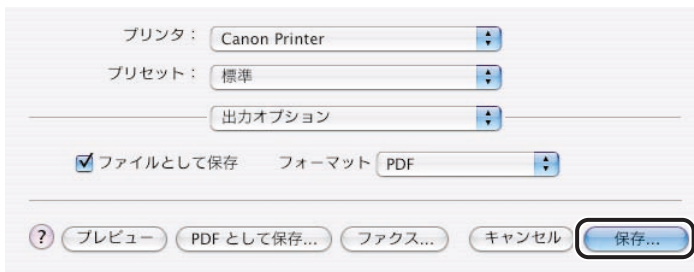 プリンタ： Canon Printer
プリセット： 標準
出力オプション
ファイルとして保存 フォーマット PDF
? プレビュー PDF として保存... ファクス... キャンセル 保存...